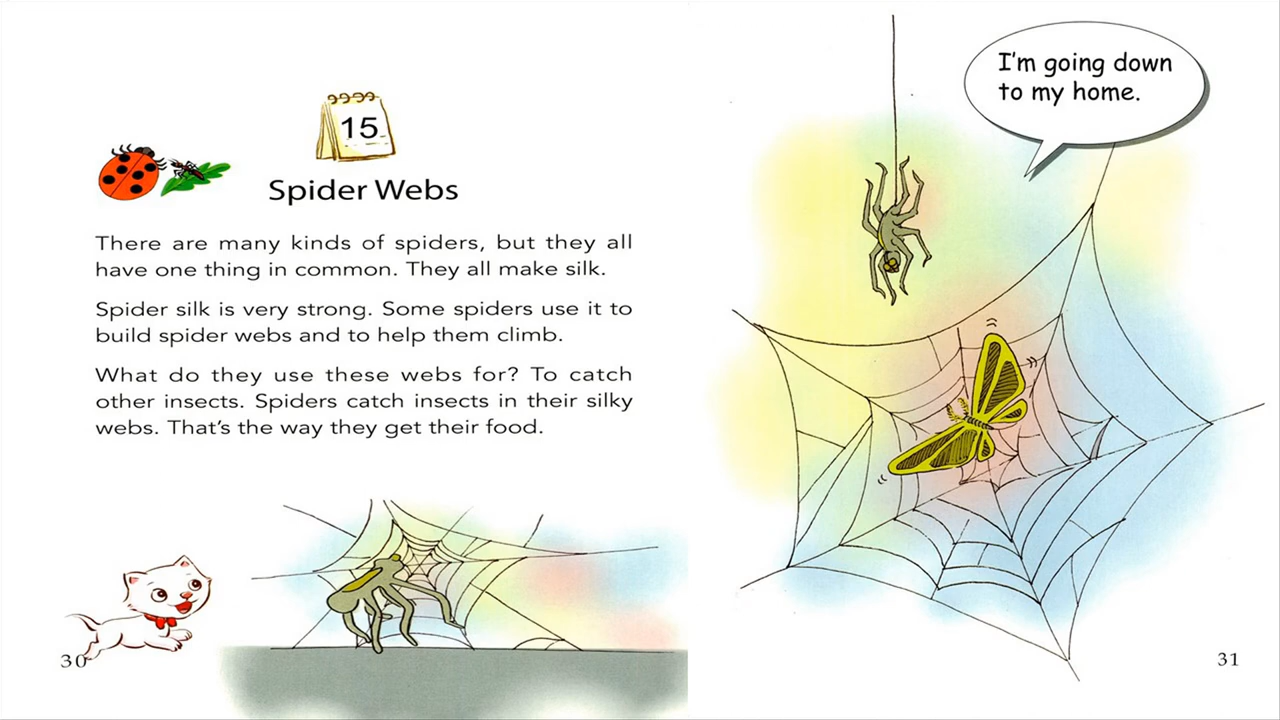 15
Spider Webs
There are many kinds of spiders, but they all
have one thing in common. They all make silk.
Spider silk is very strong. Some spiders use it to
build spider webs and to help them climb.
What do they use these webs for? To catch
other insects. Spiders catch insects in their silky
webs. That's the way they get their food.
30
I'm going down
to my home.
31